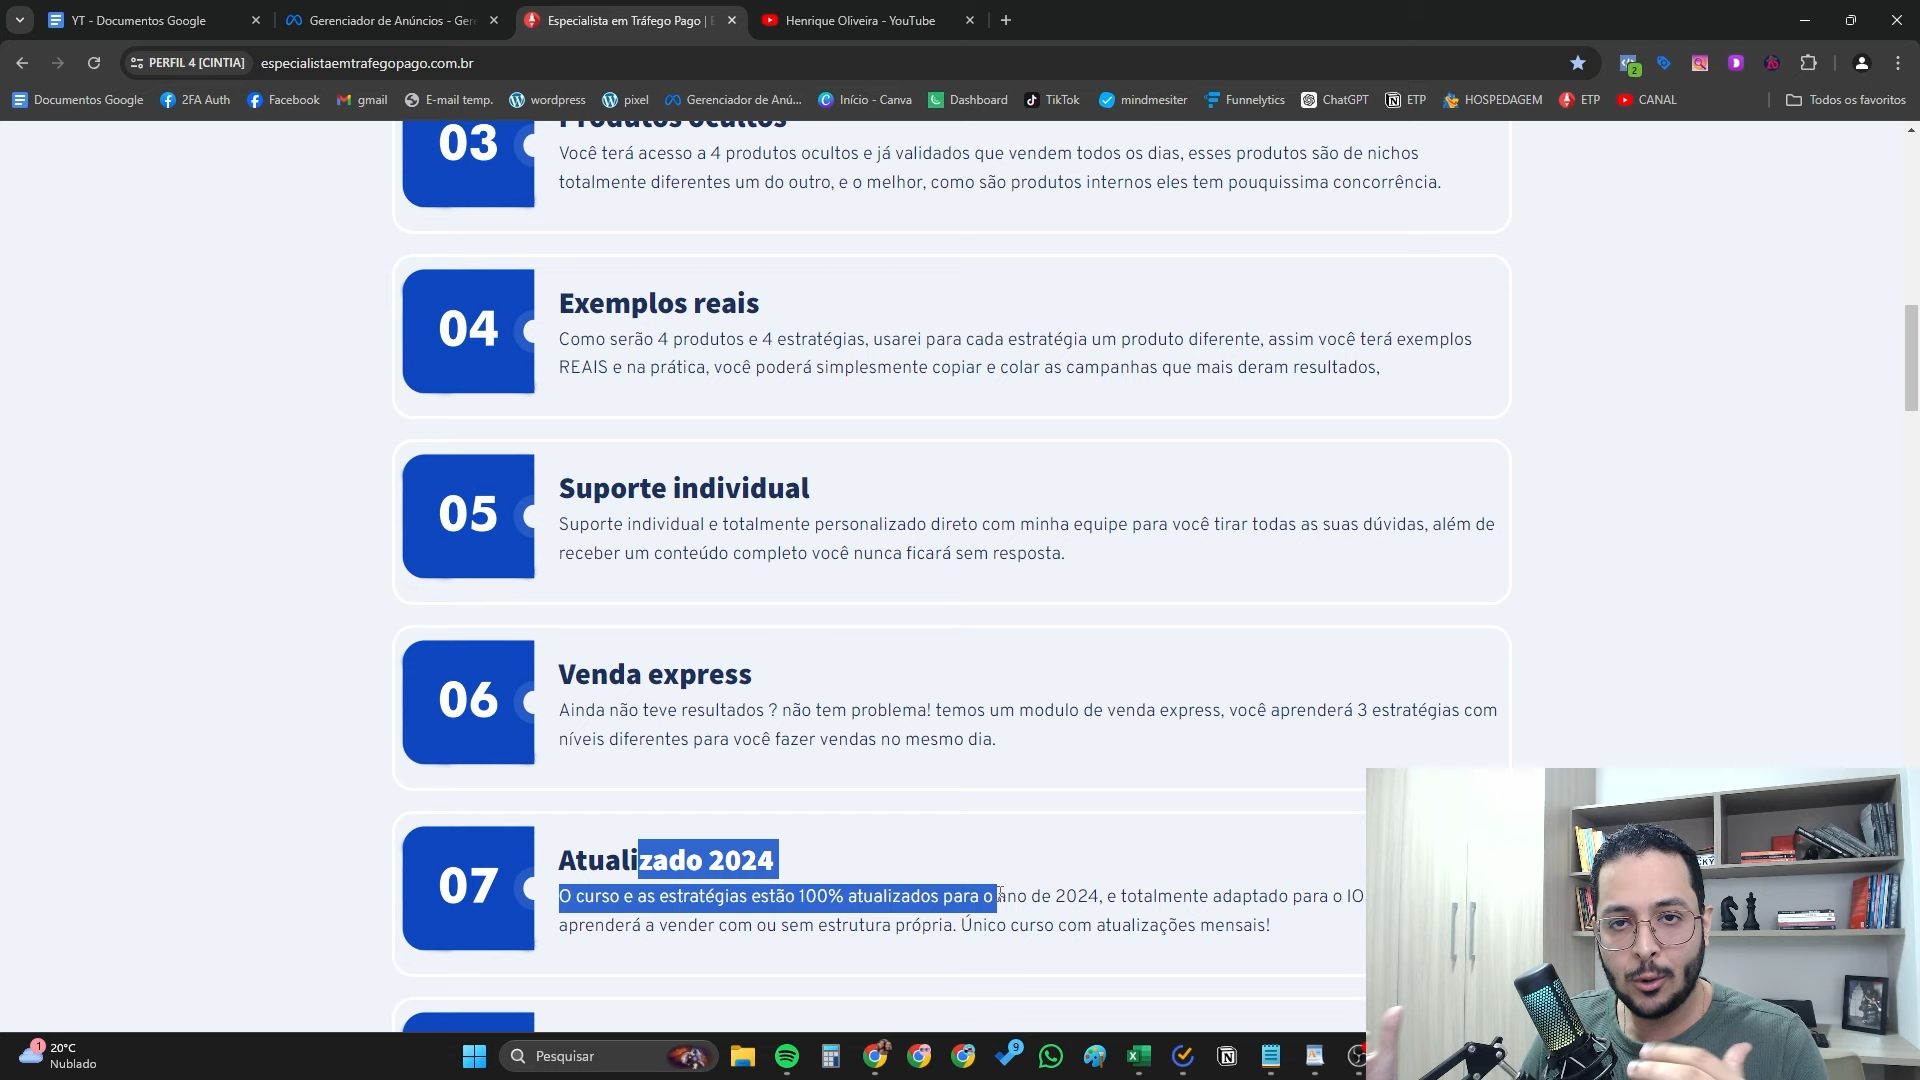 YT - Documentos Google
Gerenciador de Anúncios - Gere
Especialista em Tráfego Pago | E
Henrique Oliveira - YouTube
PERFIL 4 [CINTIA]
especialistaemtrafegopago.com.br
2
Documentos Google
2FA Auth
Facebook
gmail
E-mail temp.
wordpress
pixel
Gerenciador de Anú...
Início - Canva
Dashboard
TikTok
mindmesiter
Funnelytics
ChatGPT
ETP
HOSPEDAGEM
ETP
CANAL
Todos os favoritos
03
Produtos ocultos
Você terá acesso a 4 produtos ocultos e já validados que vendem todos os dias, esses produtos são de nichos
totalmente diferentes um do outro, e o melhor, como são produtos internos eles tem pouquissima concorrência.
04
Exemplos reais
Como serão 4 produtos e 4 estratégias, usarei para cada estratégia um produto diferente, assim você terá exemplos
REAIS e na prática, você poderá simplesmente copiar e colar as campanhas que mais deram resultados,
05
Suporte individual
Suporte individual e totalmente personalizado direto com minha equipe para você tirar todas as suas dúvidas, além de
receber um conteúdo completo você nunca ficará sem resposta.
06
Venda express
Ainda não teve resultados ? não tem problema! temos um modulo de venda express, você aprenderá 3 estratégias com
níveis diferentes para você fazer vendas no mesmo dia.
07
Atualizado 2024
O curso e as estratégias estão 100% atualizados para o ano de 2024, e totalmente adaptado para o IO
aprenderá a vender com ou sem estrutura própria. Único curso com atualizações mensais!
1
20°C
Nublado
Pesquisar
9